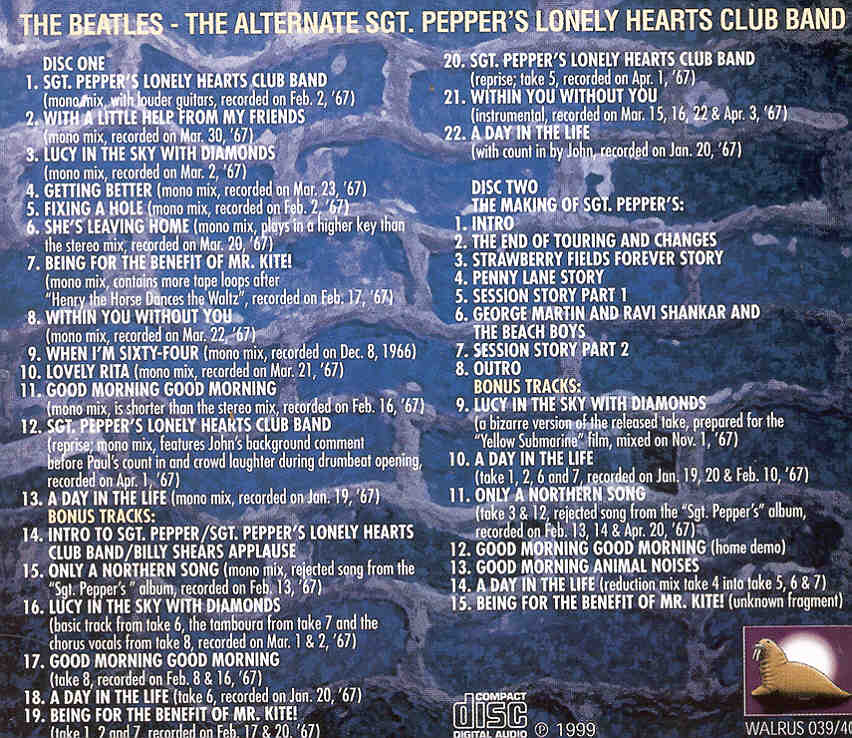 THE BEATLES - THE ALTERNATE SGT. PEPPER'S LONELY HEARTS CLUB BAND
DISC ONE
1. SGT. PEPPER'S LONELY HEARTS CLUB BAND
(mono mix, with louder guitars, recorded on Feb. 2, '67)
2. WITH A LITTLE HELP FROM MY FRIENDS
(mono mix, recorded on Mar. 30, '67)
3. LUCY IN THE SKY WITH DIAMONDS
(mono mix, recorded on Mar. 2, '67)
4. GETTING BETTER (mono mix, recorded on Mar. 23, '67)
5. FIXING A HOLE (mono mix, recorded on Feb. 2, '67)
6. SHE'S LEAVING HOME (mono mix, plays in a higher key than
the stereo mix, recorded on Mar. 20, '67)
7. BEING FOR THE BENEFIT OF MR. KITE!
(mono mix, contains more tape loops after
"Henry the Horse Dances the Waltz", recorded on Feb. 17, '67)
8. WITHIN YOU WITHOUT YOU
(mono mix, recorded on Mar. 22, '67)
9. WHEN I'M SIXTY-FOUR (mono mix, recorded on Dec. 8, 1966)
10. LOVELY RITA (mono mix, recorded on Mar. 21, '67)
11. GOOD MORNING GOOD MORNING
(mono mix, is shorter than the stereo mix, recorded on Feb. 16, '67)
12. SGT. PEPPER'S LONELY HEARTS CLUB BAND
(reprise; mono mix, features John's background comment
before Paul's count in and crowd laughter during drumbeat opening,
recorded on Apr. 1, '67)
13. A DAY IN THE LIFE (mono mix, recorded on Jan. 19, '67)
BONUS TRACKS:
14. INTRO TO SGT. PEPPER/SGT. PEPPER'S LONELY HEARTS
CLUB BAND/BILLY SHEARS APPLAUSE
15. ONLY A NORTHERN SONG (mono mix, rejected song from the
"Sgt. Pepper's " album, recorded on Feb. 13, '67)
16. LUCY IN THE SKY WITH DIAMONDS
(basic track from take 6, the tamboura from take 7 and the
chorus vocals from take 8, recorded on Mar. 1 & 2, '67)
17. GOOD MORNING GOOD MORNING
(take 8, recorded on Feb. 8 & 16, '67)
18. A DAY IN THE LIFE (take 6, recorded on Jan. 20, '67)
19. BEING FOR THE BENEFIT OF MR. KITE!
(take 1, 2 and 7, recorded on Feb. 17 & 20, '67)
20. SGT. PEPPER'S LONELY HEARTS CLUB BAND
(reprise; take 5, recorded on Apr. 1, '67)
21. WITHIN YOU WITHOUT YOU
(instrumental, recorded on Mar. 15, 16, 22 & Apr. 3, '67)
22. A DAY IN THE LIFE
(with count in by John, recorded on Jan. 20, '67)
DISC TWO
THE MAKING OF SGT. PEPPER'S:
1. INTRO
2. THE END OF TOURING AND CHANGES
3. STRAWBERRY FIELDS FOREVER STORY
4. PENNY LANE STORY
5. SESSION STORY PART 1
6. GEORGE MARTIN AND RAVI SHANKAR AND
THE BEACH BOYS
7. SESSION STORY PART 2
8. OUTRO
BONUS TRACKS:
9. LUCY IN THE SKY WITH DIAMONDS
(a bizarre version of the released take, prepared for the
"Yellow Submarine" film, mixed on Nov. 1, '67)
10. A DAY IN THE LIFE
(take 1, 2, 6 and 7, recorded on Jan. 19, 20 & Feb. 10, '67)
11. ONLY A NORTHERN SONG
(take 3 & 12, rejected song from the "Sgt. Pepper's" album,
recorded on Feb. 13, 14 & Apr. 20, '67)
12. GOOD MORNING GOOD MORNING (home demo)
13. GOOD MORNING ANIMAL NOISES
14. A DAY IN THE LIFE (reduction mix take 4 into take 5, 6 & 7)
15. BEING FOR THE BENEFIT OF MR. KITE! (unknown fragment)
COMPACT
disc
DIGITAL AUDIO
℗ 1999
WALRUS 039/40